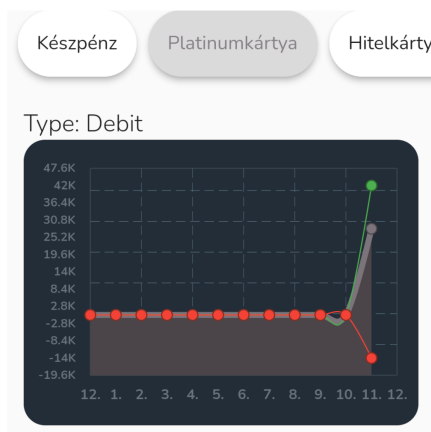 Készpénz Platinumkártya Hitelkárty
Type: Debit
47.6K
42K
36.4K
30.8K
25.2K
19.6K
14K
8.4K
2.8K
-2.8K
-8.4K
-14K
-19.6K
12. 1. 2. 3. 4. 5. 6. 7. 8. 9. 10. 11. 12.